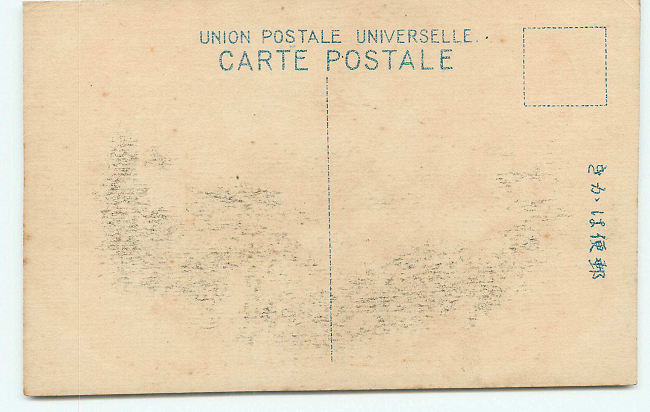 UNION POSTALE UNIVERSELLE.
CARTE POSTALE
郵便はかき